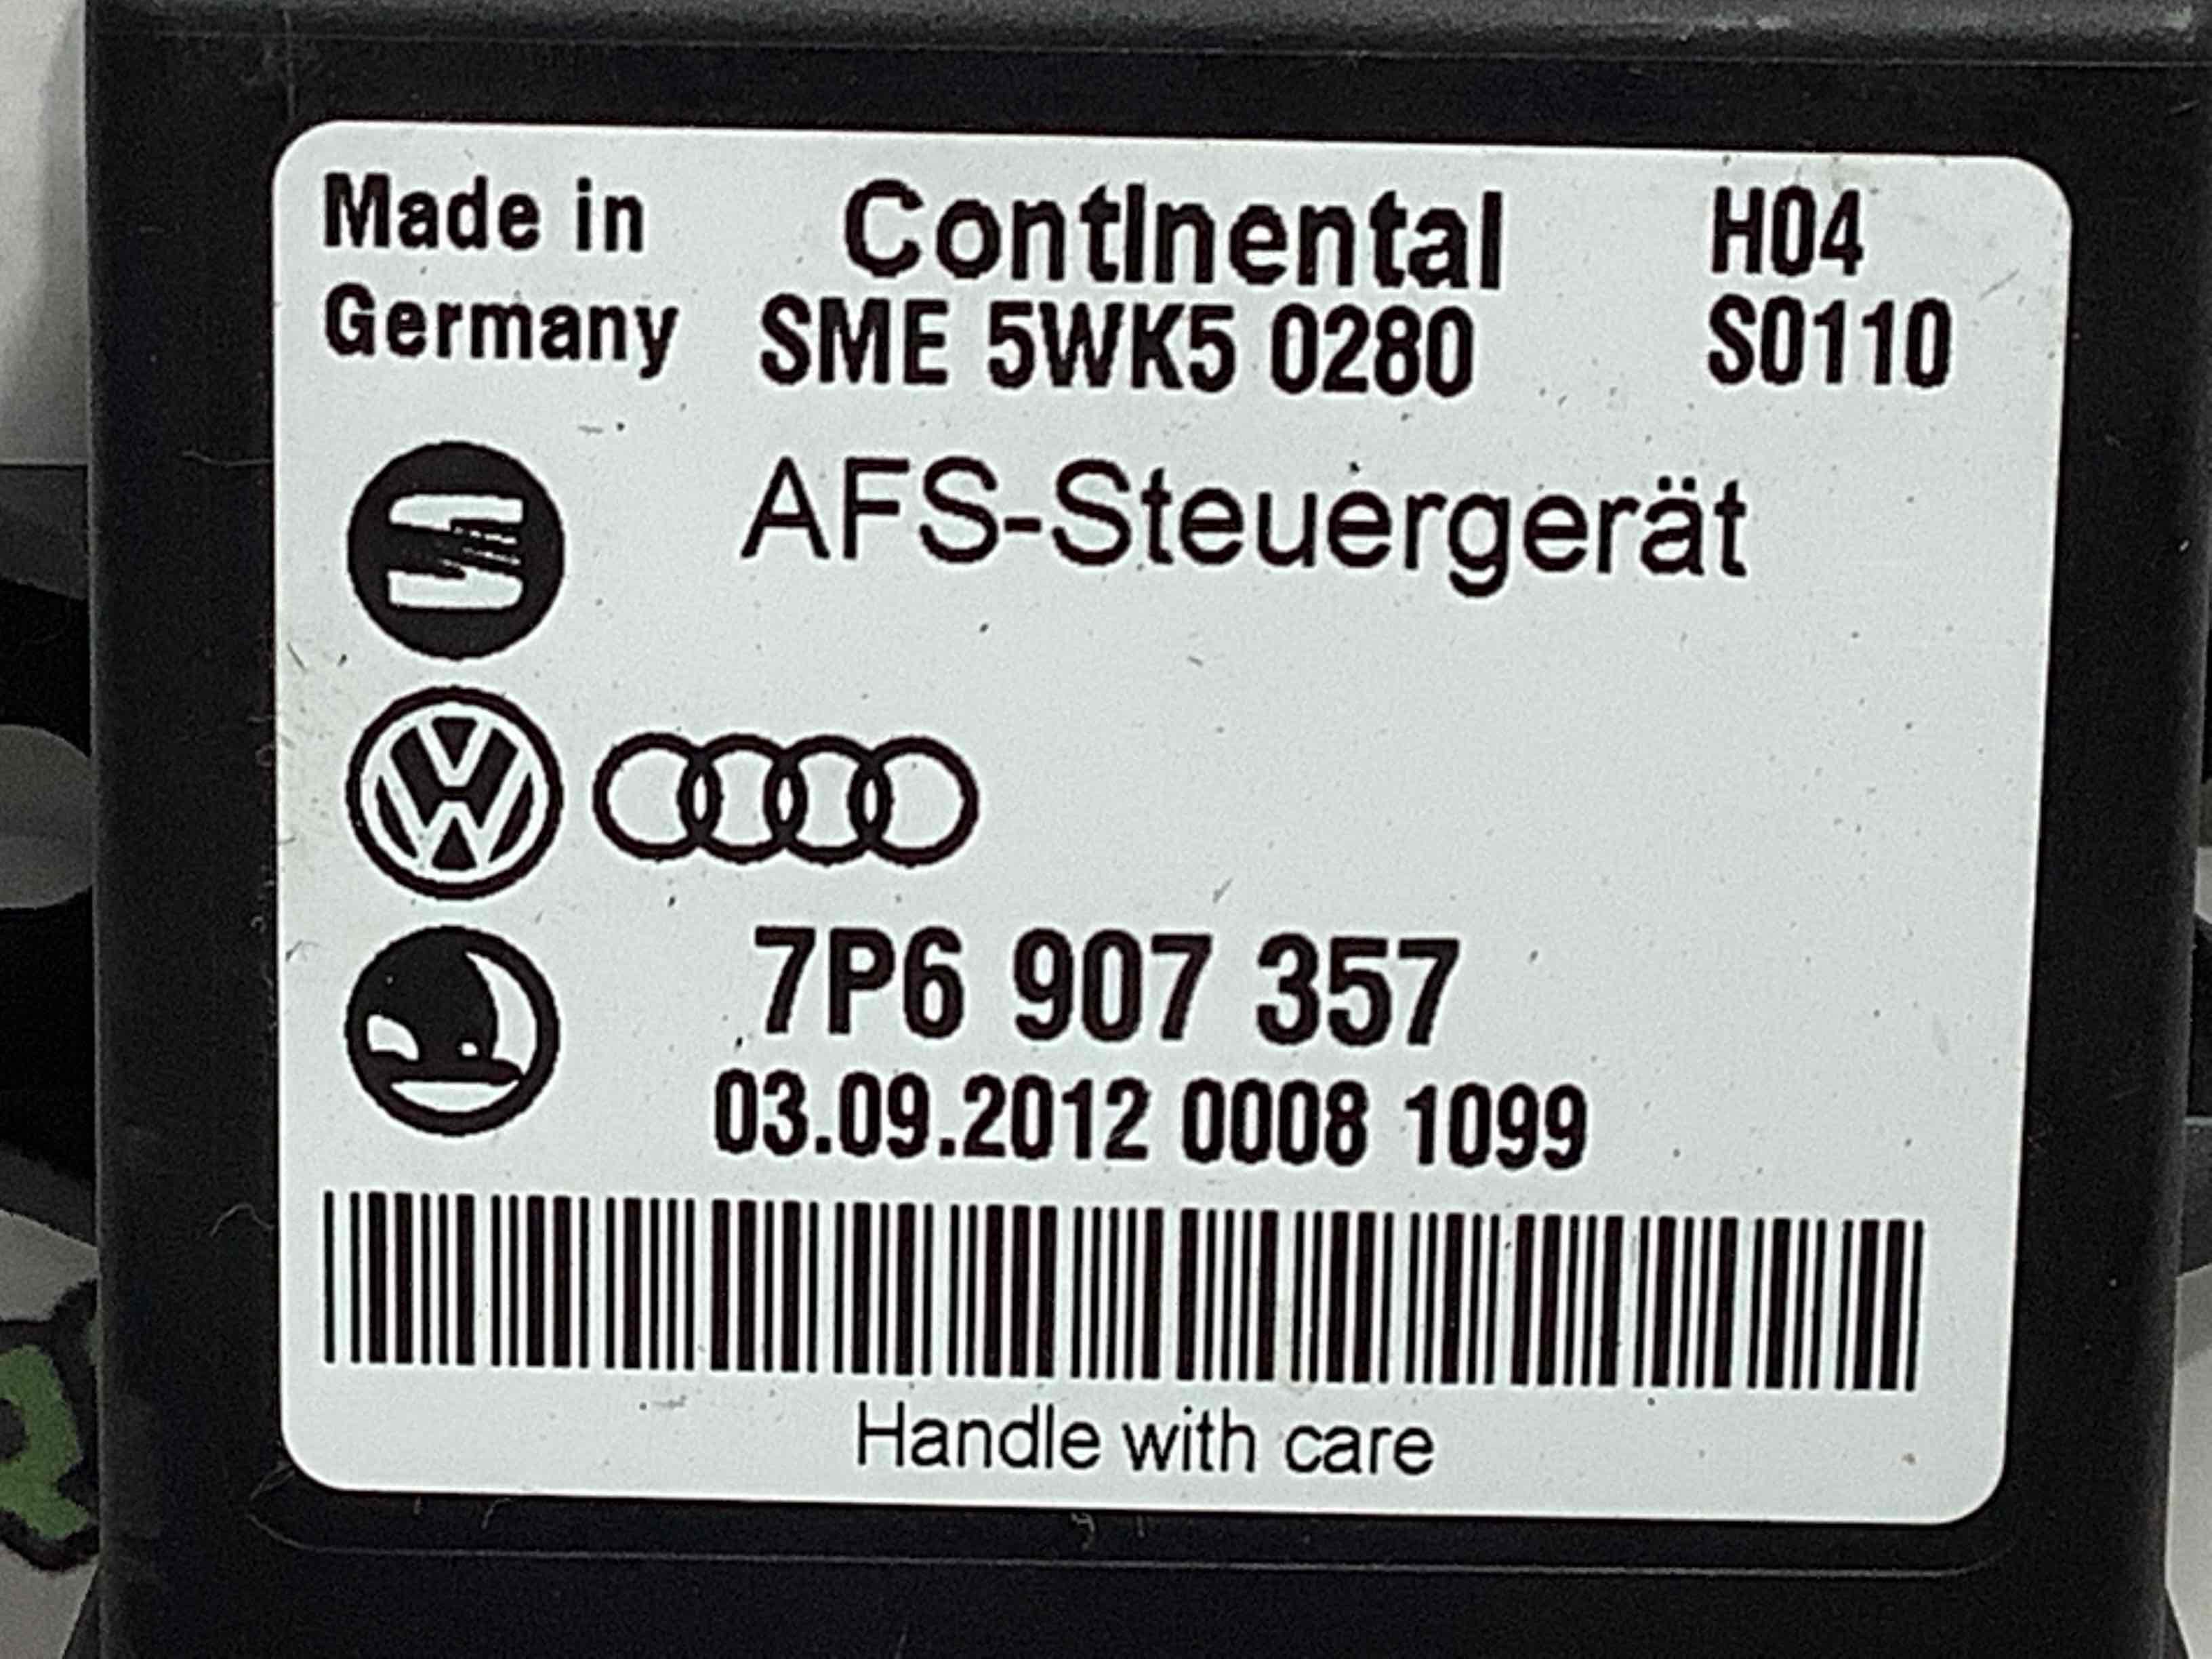 Made in Continental H04
Germany SME 5WK5 0280 S0110
AFS-Steuergerät
7P6 907 357
03.09.2012 0008 1099
Handle with care